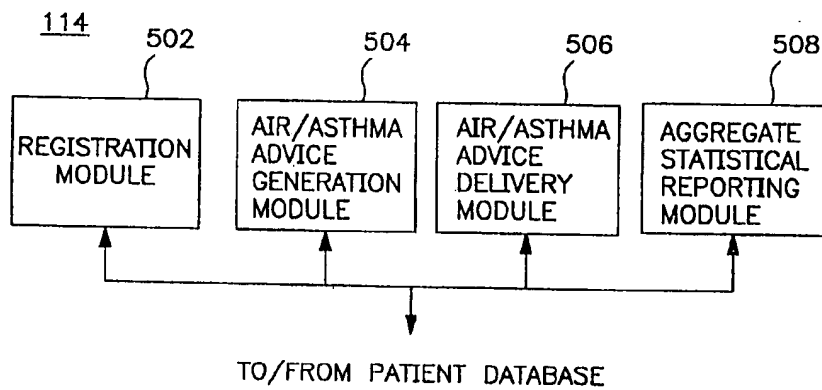 114
502
504
506
508
REGISTRATION
MODULE
AIR/ASTHMA
ADVICE
GENERATION
MODULE
AIR/ASTHMA
ADVICE
DELIVERY
MODULE
AGGREGATE
STATISTICAL
REPORTING
MODULE
TO/FROM PATIENT DATABASE